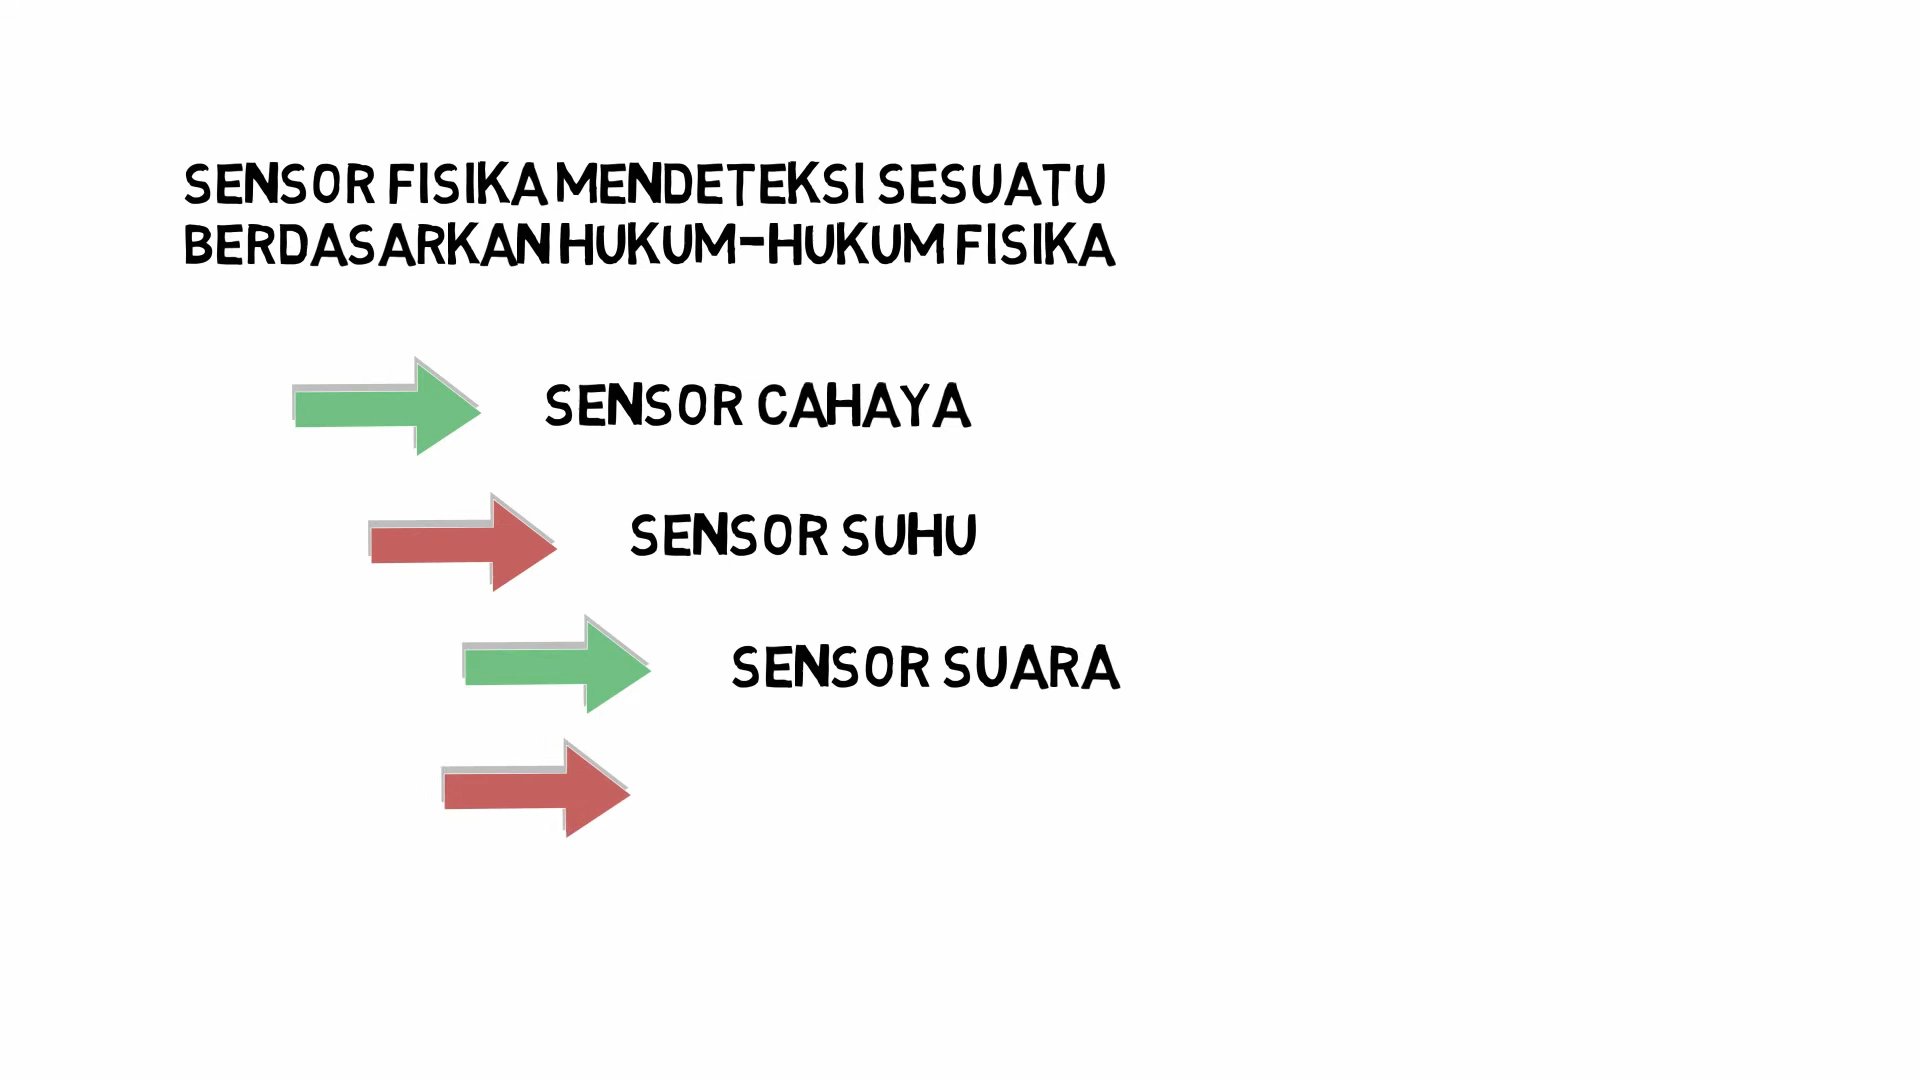 SENSOR FISIKA MENDETEKSI SESUATU
BERDASARKAN HUKUM-HUKUM FISIKA
SENSOR CAHAYA
SENSOR SUHU
SENSOR SUARA